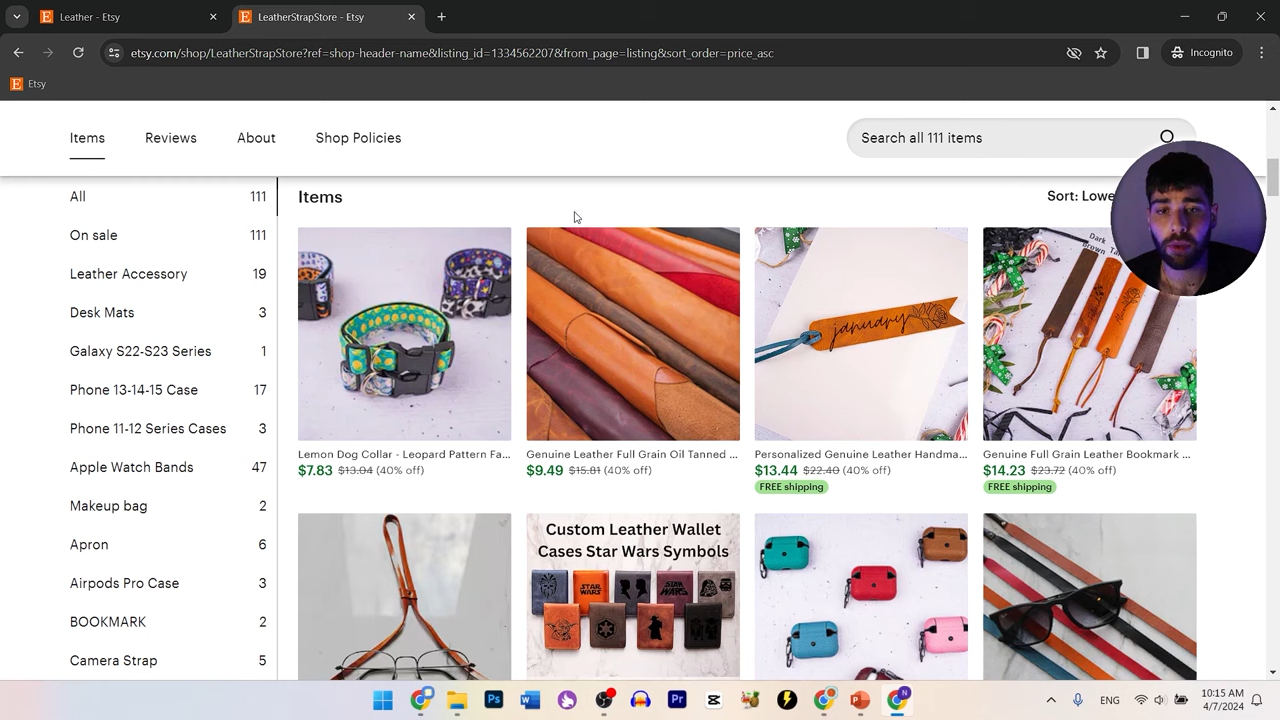 Leather - Etsy
LeatherStrapStore - Etsy
etsy.com/shop/LeatherStrapStore?ref=shop-header-name&listing_id=1334562207&from_page=listing&sort_order=price_asc
Incognito
Etsy
Items
Reviews
About
Shop Policies
Search all 111 items
All 111
On sale 111
Leather Accessory 19
Desk Mats 3
Galaxy S22-S23 Series 1
Phone 13-14-15 Case 17
Phone 11-12 Series Cases 3
Apple Watch Bands 47
Makeup bag 2
Apron 6
Airpods Pro Case 3
BOOKMARK 2
Camera Strap 5
Items
Sort: Lowe
january
Dark
Brown
Lemon Dog Collar - Leopard Pattern Fa...
$7.83 $13.04 (40% off)
Genuine Leather Full Grain Oil Tanned ...
$9.49 $15.81 (40% off)
Personalized Genuine Leather Handma...
$13.44 $22.40 (40% off)
FREE shipping
Genuine Full Grain Leather Bookmark ...
$14.23 $23.72 (40% off)
FREE shipping
Custom Leather Wallet
Cases Star Wars Symbols
STAR WARS
STAR WARS
ENG
10:15 AM
4/7/2024